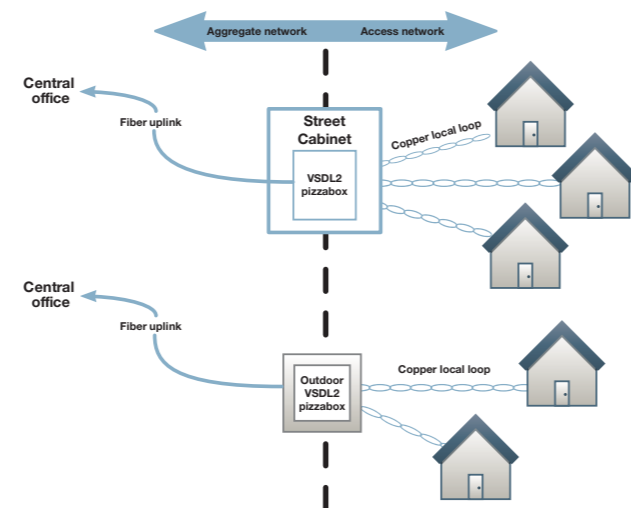 Aggregate network
Access network
Central
office
Fiber uplink
Street
Cabinet
VSDL2
pizzabox
Copper local loop
Central
office
Fiber uplink
Outdoor
VSDL2
pizzabox
Copper local loop